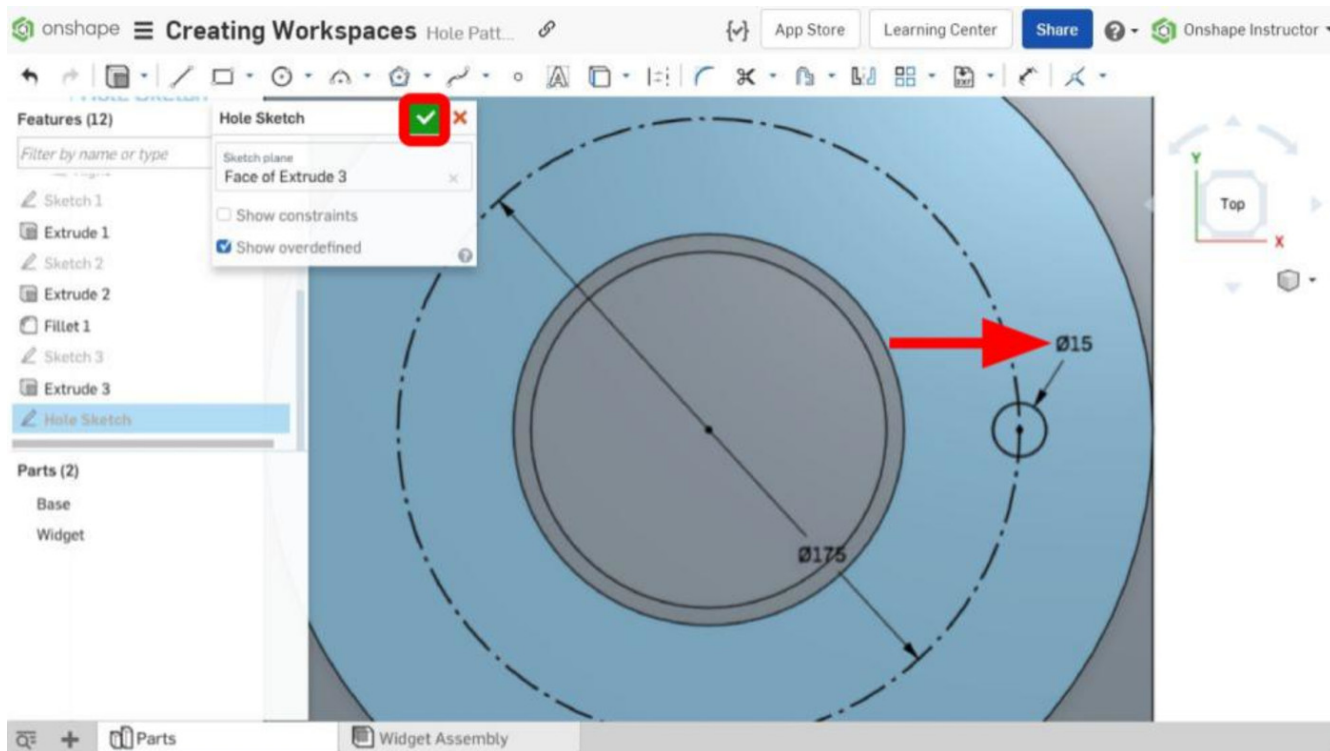 onshape Creating Workspaces Hole Patt... App Store Learning Center Share Onshape Instructor
Hole Sketch
Features (12)
Filter by name or type
Sketch 1
Extrude 1
Sketch 2
Extrude 2
Fillet 1
Sketch 3
Extrude 3
Hole Sketch
Parts (2)
Base
Widget
Hole Sketch
Sketch plane
Face of Extrude 3
Show constraints
Show overdefined
Ø15
Ø175
Y
Top
X
Parts
Widget Assembly